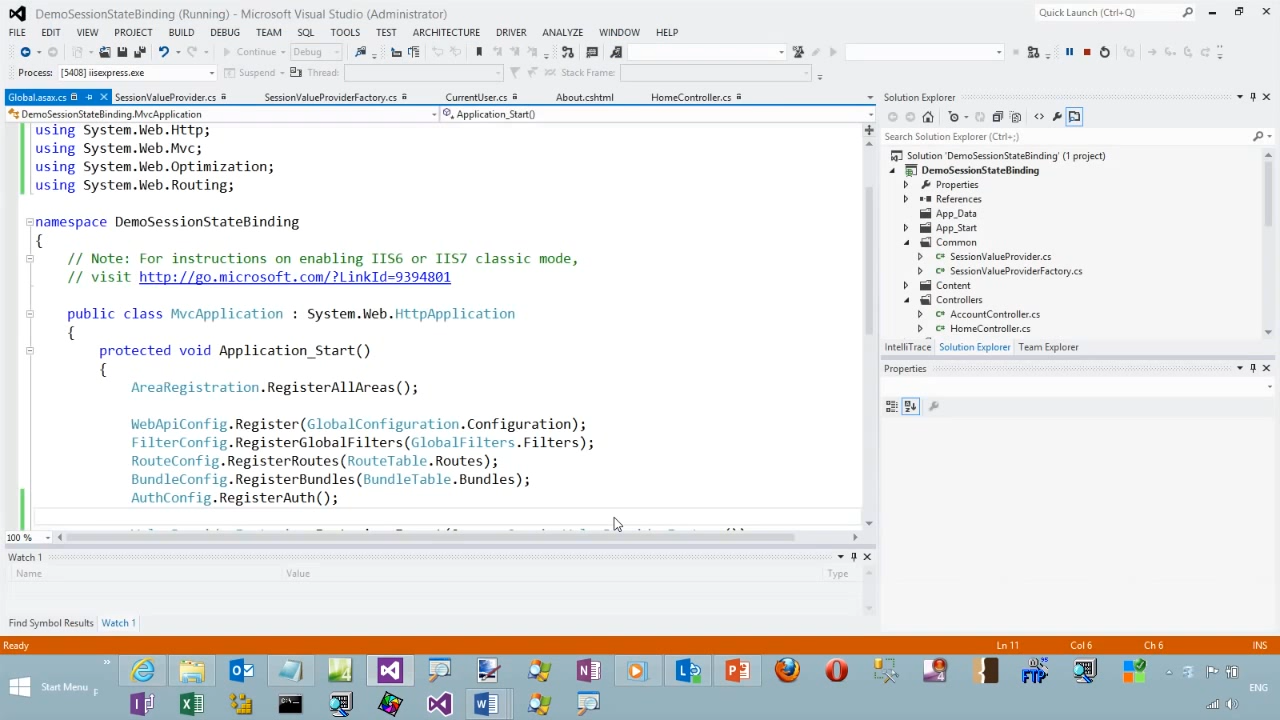 DemoSessionStateBinding (Running) - Microsoft Visual Studio (Administrator)
Quick Launch (Ctrl+Q)
FILE EDIT VIEW PROJECT BUILD DEBUG TEAM SQL TOOLS TEST ARCHITECTURE DRIVER ANALYZE WINDOW HELP
Continue Debug
Process: [5408] iisexpress.exe Suspend Thread: Stack Frame:
Global.asax.cs SessionValueProvider.cs SessionValueProviderFactory.cs CurrentUser.cs About.cshtml HomeController.cs
DemoSessionStateBinding.MvcApplication Application_Start()
using System.Web.Http;
using System.Web.Mvc;
using System.Web.Optimization;
using System.Web.Routing;
namespace DemoSessionStateBinding
{
// Note: For instructions on enabling IIS6 or IIS7 classic mode,
// visit http://go.microsoft.com/?LinkId=9394801
public class MvcApplication : System.Web.HttpApplication
{
protected void Application_Start()
{
AreaRegistration.RegisterAllAreas();
WebApiConfig.Register(GlobalConfiguration.Configuration);
FilterConfig.RegisterGlobalFilters(GlobalFilters.Filters);
RouteConfig.RegisterRoutes(RouteTable.Routes);
BundleConfig.RegisterBundles(BundleTable.Bundles);
AuthConfig.RegisterAuth();
100 %
Solution Explorer
Search Solution Explorer (Ctrl+;)
Solution 'DemoSessionStateBinding' (1 project)
DemoSessionStateBinding
Properties
References
App_Data
App_Start
Common
SessionValueProvider.cs
SessionValueProviderFactory.cs
Content
Controllers
AccountController.cs
HomeController.cs
IntelliTrace Solution Explorer Team Explorer
Properties
Watch 1
Name Value Type
Find Symbol Results Watch 1
Ready Ln 11 Col 6 Ch 6 INS
Start Menu
FTP
ENG